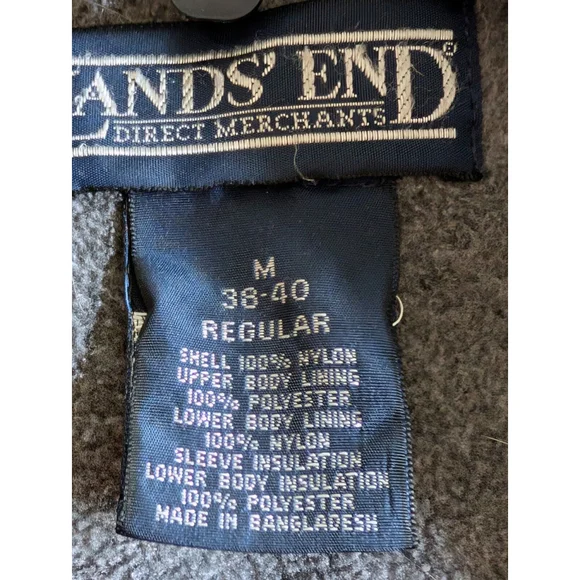 LANDS' END®
DIRECT MERCHANTS
M
38-40
REGULAR
SHELL 100% NYLON
UPPER BODY LINING
100% POLYESTER
LOWER BODY LINING
100% NYLON
SLEEVE INSULATION
LOWER BODY INSULATION
100% POLYESTER
MADE IN BANGLADESH